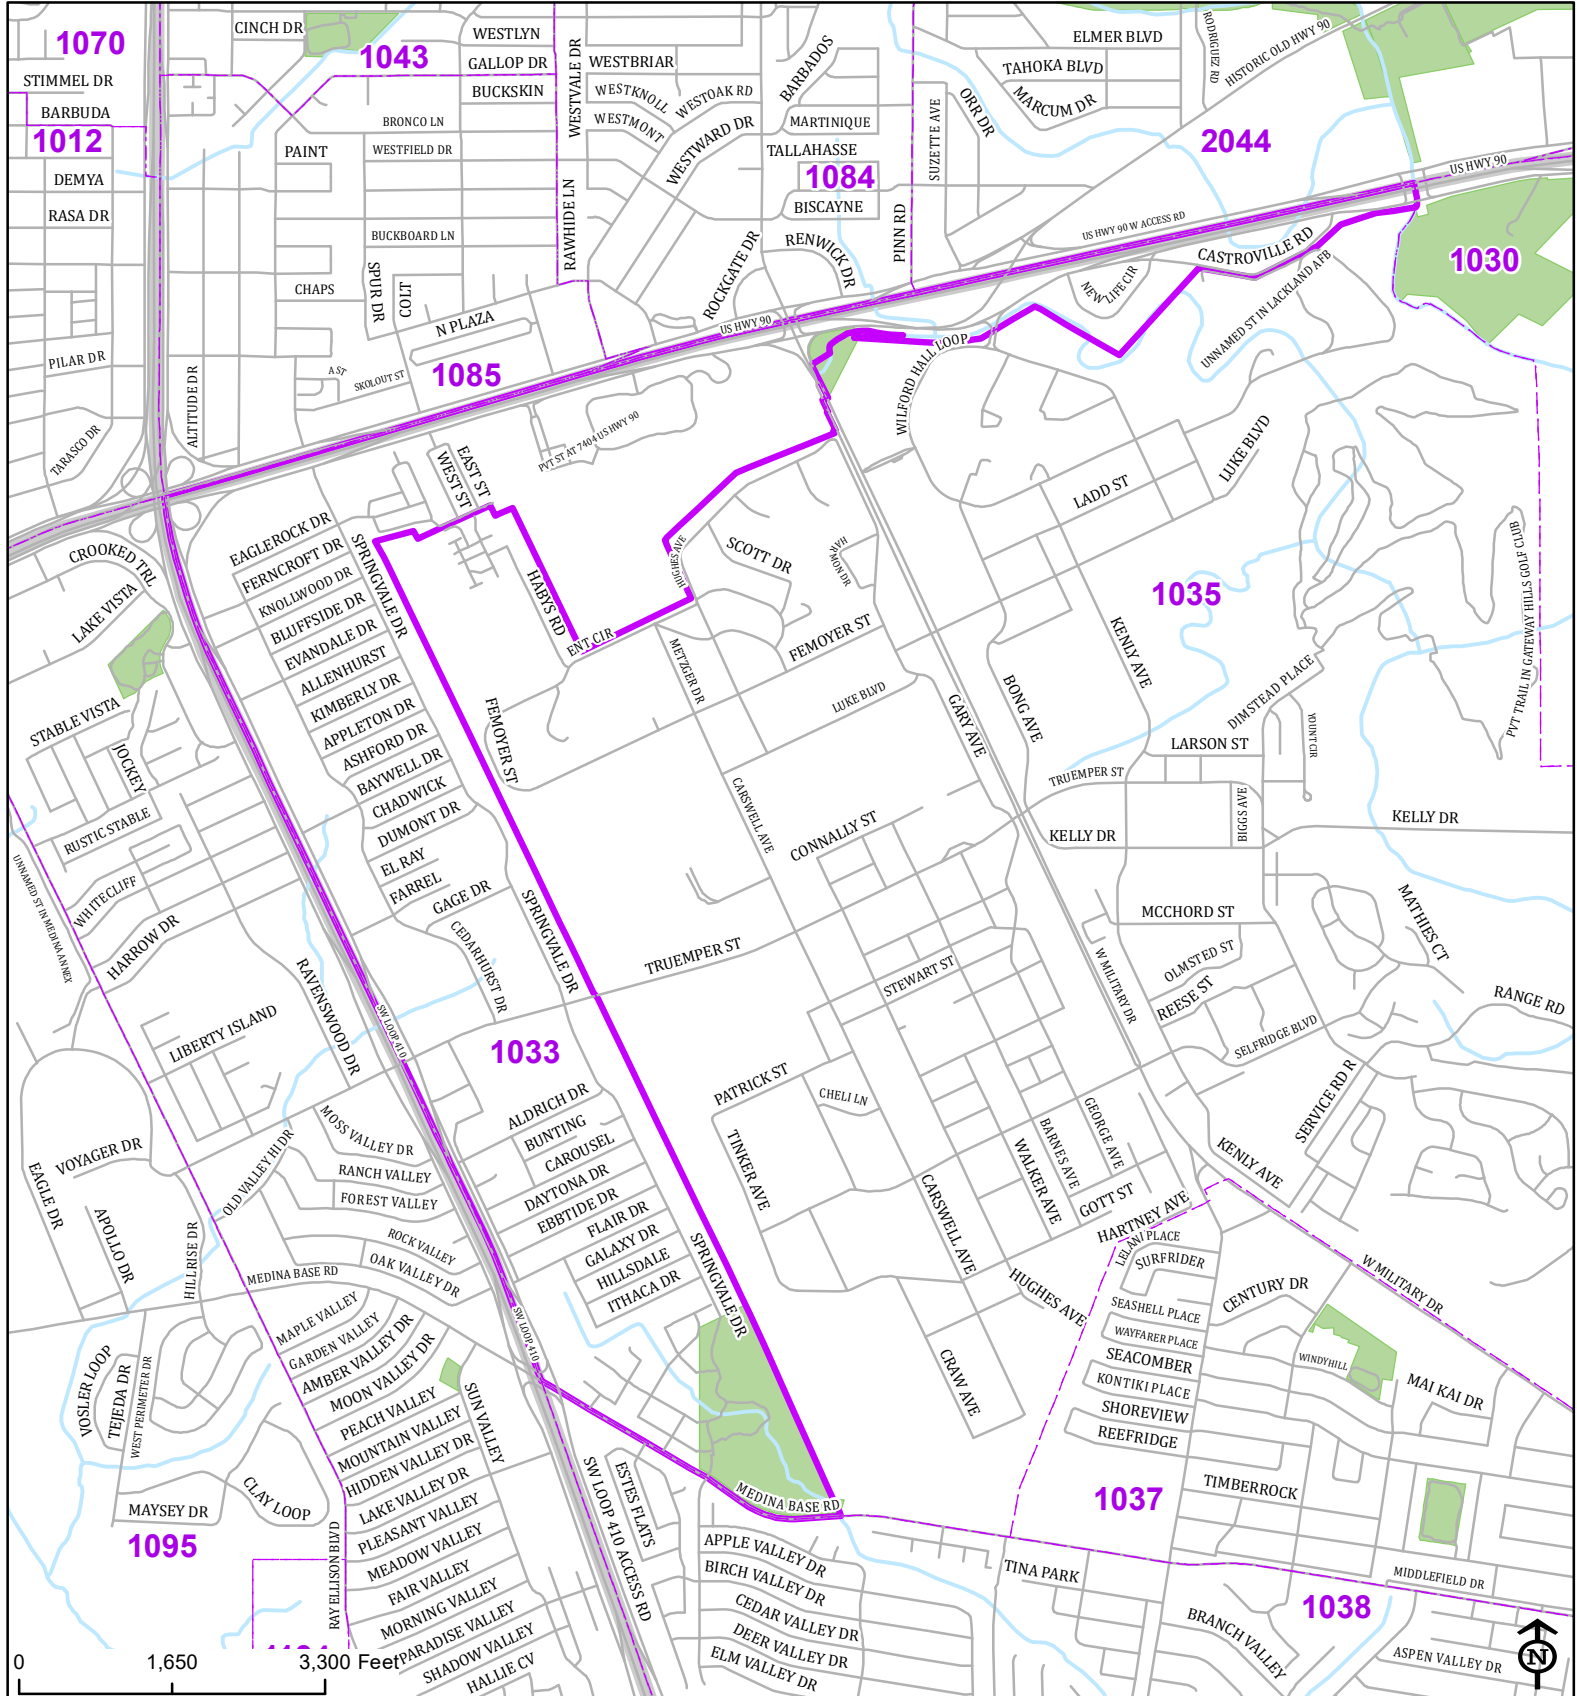 1070
CINCH DR
1043
WESTLYN
GALLOP DR
BUCKSKIN
STIMMEL DR
BARBUDA
1012
DEMYA
RASA DR
PILAR DR
TARASCO DR
ALTITUDE DR
BRONCO LN
PAINT
WESTFIELD DR
BUCKBOARD LN
CHAPS
SPUR DR
COLT
N PLAZA
A ST
SKOLOUT ST
1085
WESTVALE DR
RAWHIDE LN
WESTBRIAR
WESTKNOLL
WESTOAK RD
WESTMONT
WESTWARD DR
BARBADOS
MARTINIQUE
TALLAHASSE
1084
BISCAYNE
RENWICK DR
ROCKGATE DR
PINN RD
SUZETTE AVE
ORR DR
ELMER BLVD
TAHOKA BLVD
MARCUM DR
RODRIGUEZ RD
HISTORIC OLD HWY 90
2044
US HWY 90
US HWY 90 W ACCESS RD
CASTROVILLE RD
1030
NEW LIFE CIR
UNNAMED ST IN LACKLAND AFB
US HWY 90
WILFORD HALL LOOP
PVT ST AT 7404 US HWY 90
EAST ST
WEST ST
LUKE BLVD
LADD ST
CROOKED TRL
LAKE VISTA
STABLE VISTA
JOCKEY
RUSTIC STABLE
WHITECLIFF
HARROW DR
UNNAMED ST IN MEDINA ANNEX
EAGLEROCK DR
FERNCROFT DR
KNOLLWOOD DR
BLUFFSIDE DR
EVANDALE DR
ALLENHURST
KIMBERLY DR
APPLETON DR
ASHFORD DR
BAYWELL DR
CHADWICK
DUMONT DR
EL RAY
FARREL
GAGE DR
CEDARHURST DR
SPRINGVALE DR
HABYS RD
ENT CIR
HUGHES AVE
SCOTT DR
HARMON DR
METZGER DR
FEMOYER ST
FEMOYER ST
LUKE BLVD
GARY AVE
BONG AVE
KENLY AVE
1035
DIMSTEAD PLACE
YOUNT CIR
PVT TRAIL IN GATEWAY HILLS GOLF CLUB
LARSON ST
TRUEMPER ST
BIGGS AVE
KELLY DR
KELLY DR
CARSWELL AVE
CONNALLY ST
MCCHORD ST
MATHIES CT
OLMSTED ST
REESE ST
RANGE RD
SELFRIDGE BLVD
SERVICE RD R
W MILITARY DR
STEWART ST
TRUEMPER ST
SPRINGVALE DR
RAVENSWOOD DR
LIBERTY ISLAND
SW LOOP 410
1033
VOYAGER DR
EAGLE DR
APOLLO DR
HILLRISE DR
OLD VALLEY HI DR
MOSS VALLEY DR
RANCH VALLEY
FOREST VALLEY
ROCK VALLEY
OAK VALLEY DR
MEDINA BASE RD
ALDRICH DR
BUNTING
CAROUSEL
DAYTONA DR
EBBTIDE DR
FLAIR DR
GALAXY DR
HILLSDALE
ITHACA DR
SPRINGVALE DR
PATRICK ST
CHELI LN
TINKER AVE
CARSWELL AVE
WALKER AVE
BARNES AVE
GEORGE AVE
GOTT ST
HARTNEY AVE
KENLY AVE
HUGHES AVE
CRAW AVE
LELANI PLACE
SURFRIDER
SEASHELL PLACE
WAYFARER PLACE
SEACOMBER
KONTIKI PLACE
SHOREVIEW
REEFRIDGE
CENTURY DR
WINDYHILL
W MILITARY DR
MAI KAI DR
TIMBERROCK
1037
TINA PARK
MIDDLEFIELD DR
1038
BRANCH VALLEY
ASPEN VALLEY DR
VOSLER LOOP
TEJEDA DR
WEST PERIMETER DR
MAYSEY DR
CLAY LOOP
1095
RAY ELLISON BLVD
MAPLE VALLEY
GARDEN VALLEY
AMBER VALLEY DR
MOON VALLEY DR
PEACH VALLEY
MOUNTAIN VALLEY
HIDDEN VALLEY DR
LAKE VALLEY DR
PLEASANT VALLEY
MEADOW VALLEY
FAIR VALLEY
MORNING VALLEY
PARADISE VALLEY
SHADOW VALLEY
HALLIE CV
SUN VALLEY
SW LOOP 410
SW LOOP 410 ACCESS RD
ESTES FLATS
MEDINA BASE RD
APPLE VALLEY DR
BIRCH VALLEY DR
CEDAR VALLEY DR
DEER VALLEY DR
ELM VALLEY DR
0 1,650 3,300 Feet
N